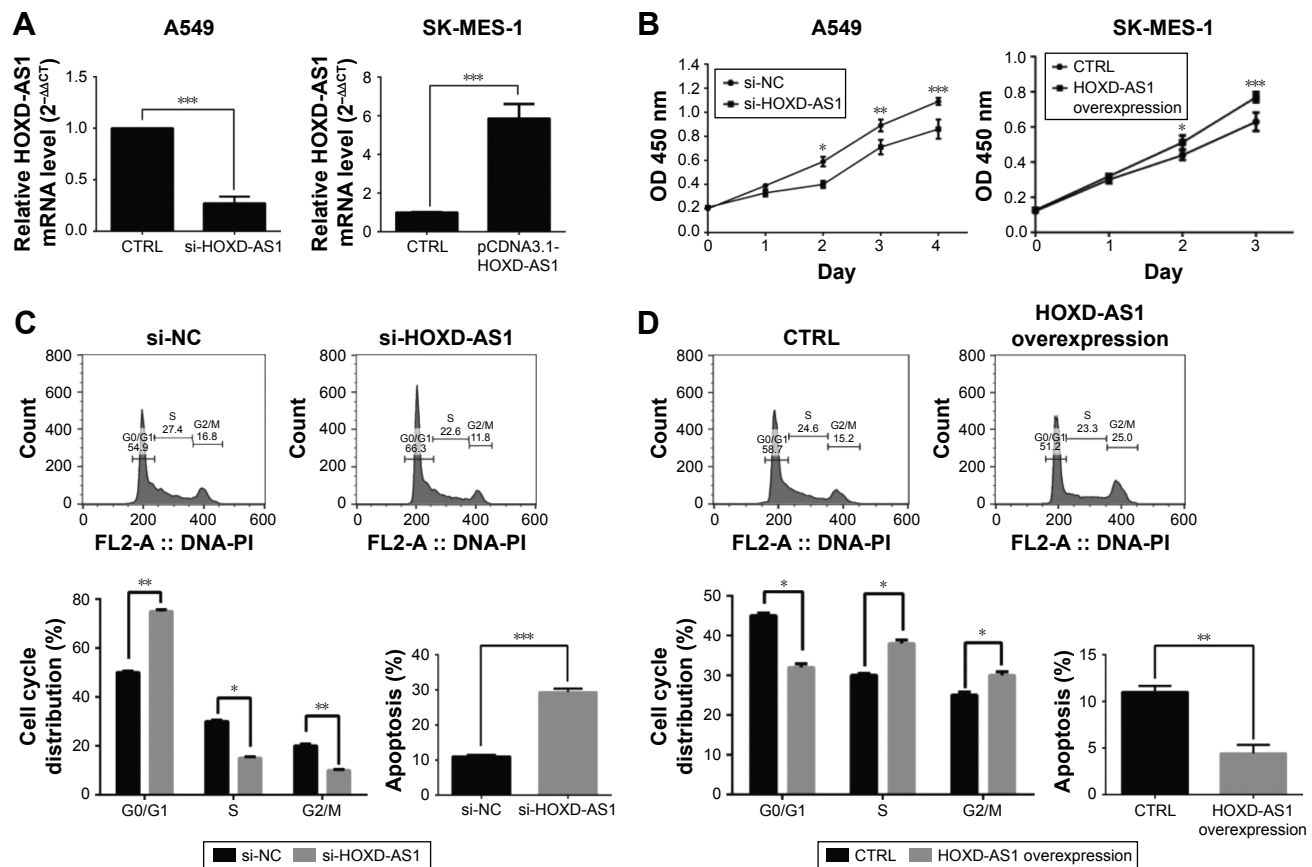 A
A549
Relative HOXD-AS1
mRNA level (2⁻ΔΔCT)
1.5
1.0
0.5
0.0
***
CTRL
si-HOXD-AS1
SK-MES-1
Relative HOXD-AS1
mRNA level (2⁻ΔΔCT)
8
6
4
2
0
***
CTRL
pCDNA3.1-
HOXD-AS1
B
A549
OD 450 nm
1.4
1.2
1.0
0.8
0.6
0.4
0.2
0.0
si-NC
si-HOXD-AS1
*
**
***
0 1 2 3 4
Day
SK-MES-1
OD 450 nm
1.0
0.8
0.6
0.4
0.2
0.0
CTRL
HOXD-AS1
overexpression
*
***
0 1 2 3
Day
C
si-NC
Count
800
600
400
200
0
G0/G1
54.9
S
27.4
G2/M
16.8
0 200 400 600
FL2-A :: DNA-PI
si-HOXD-AS1
Count
800
600
400
200
0
G0/G1
66.3
S
22.6
G2/M
11.8
0 200 400 600
FL2-A :: DNA-PI
Cell cycle
distribution (%)
80
60
40
20
0
**
*
**
G0/G1 S G2/M
si-NC si-HOXD-AS1
Apoptosis (%)
40
30
20
10
0
***
si-NC
si-HOXD-AS1
D
CTRL
Count
800
600
400
200
0
G0/G1
58.7
S
24.6
G2/M
15.2
0 200 400 600
FL2-A :: DNA-PI
HOXD-AS1
overexpression
Count
800
600
400
200
0
G0/G1
51.2
S
23.3
G2/M
25.0
0 200 400 600
FL2-A :: DNA-PI
Cell cycle
distribution (%)
50
40
30
20
10
0
*
*
*
G0/G1 S G2/M
CTRL HOXD-AS1 overexpression
Apoptosis (%)
15
10
5
0
**
CTRL
HOXD-AS1
overexpression